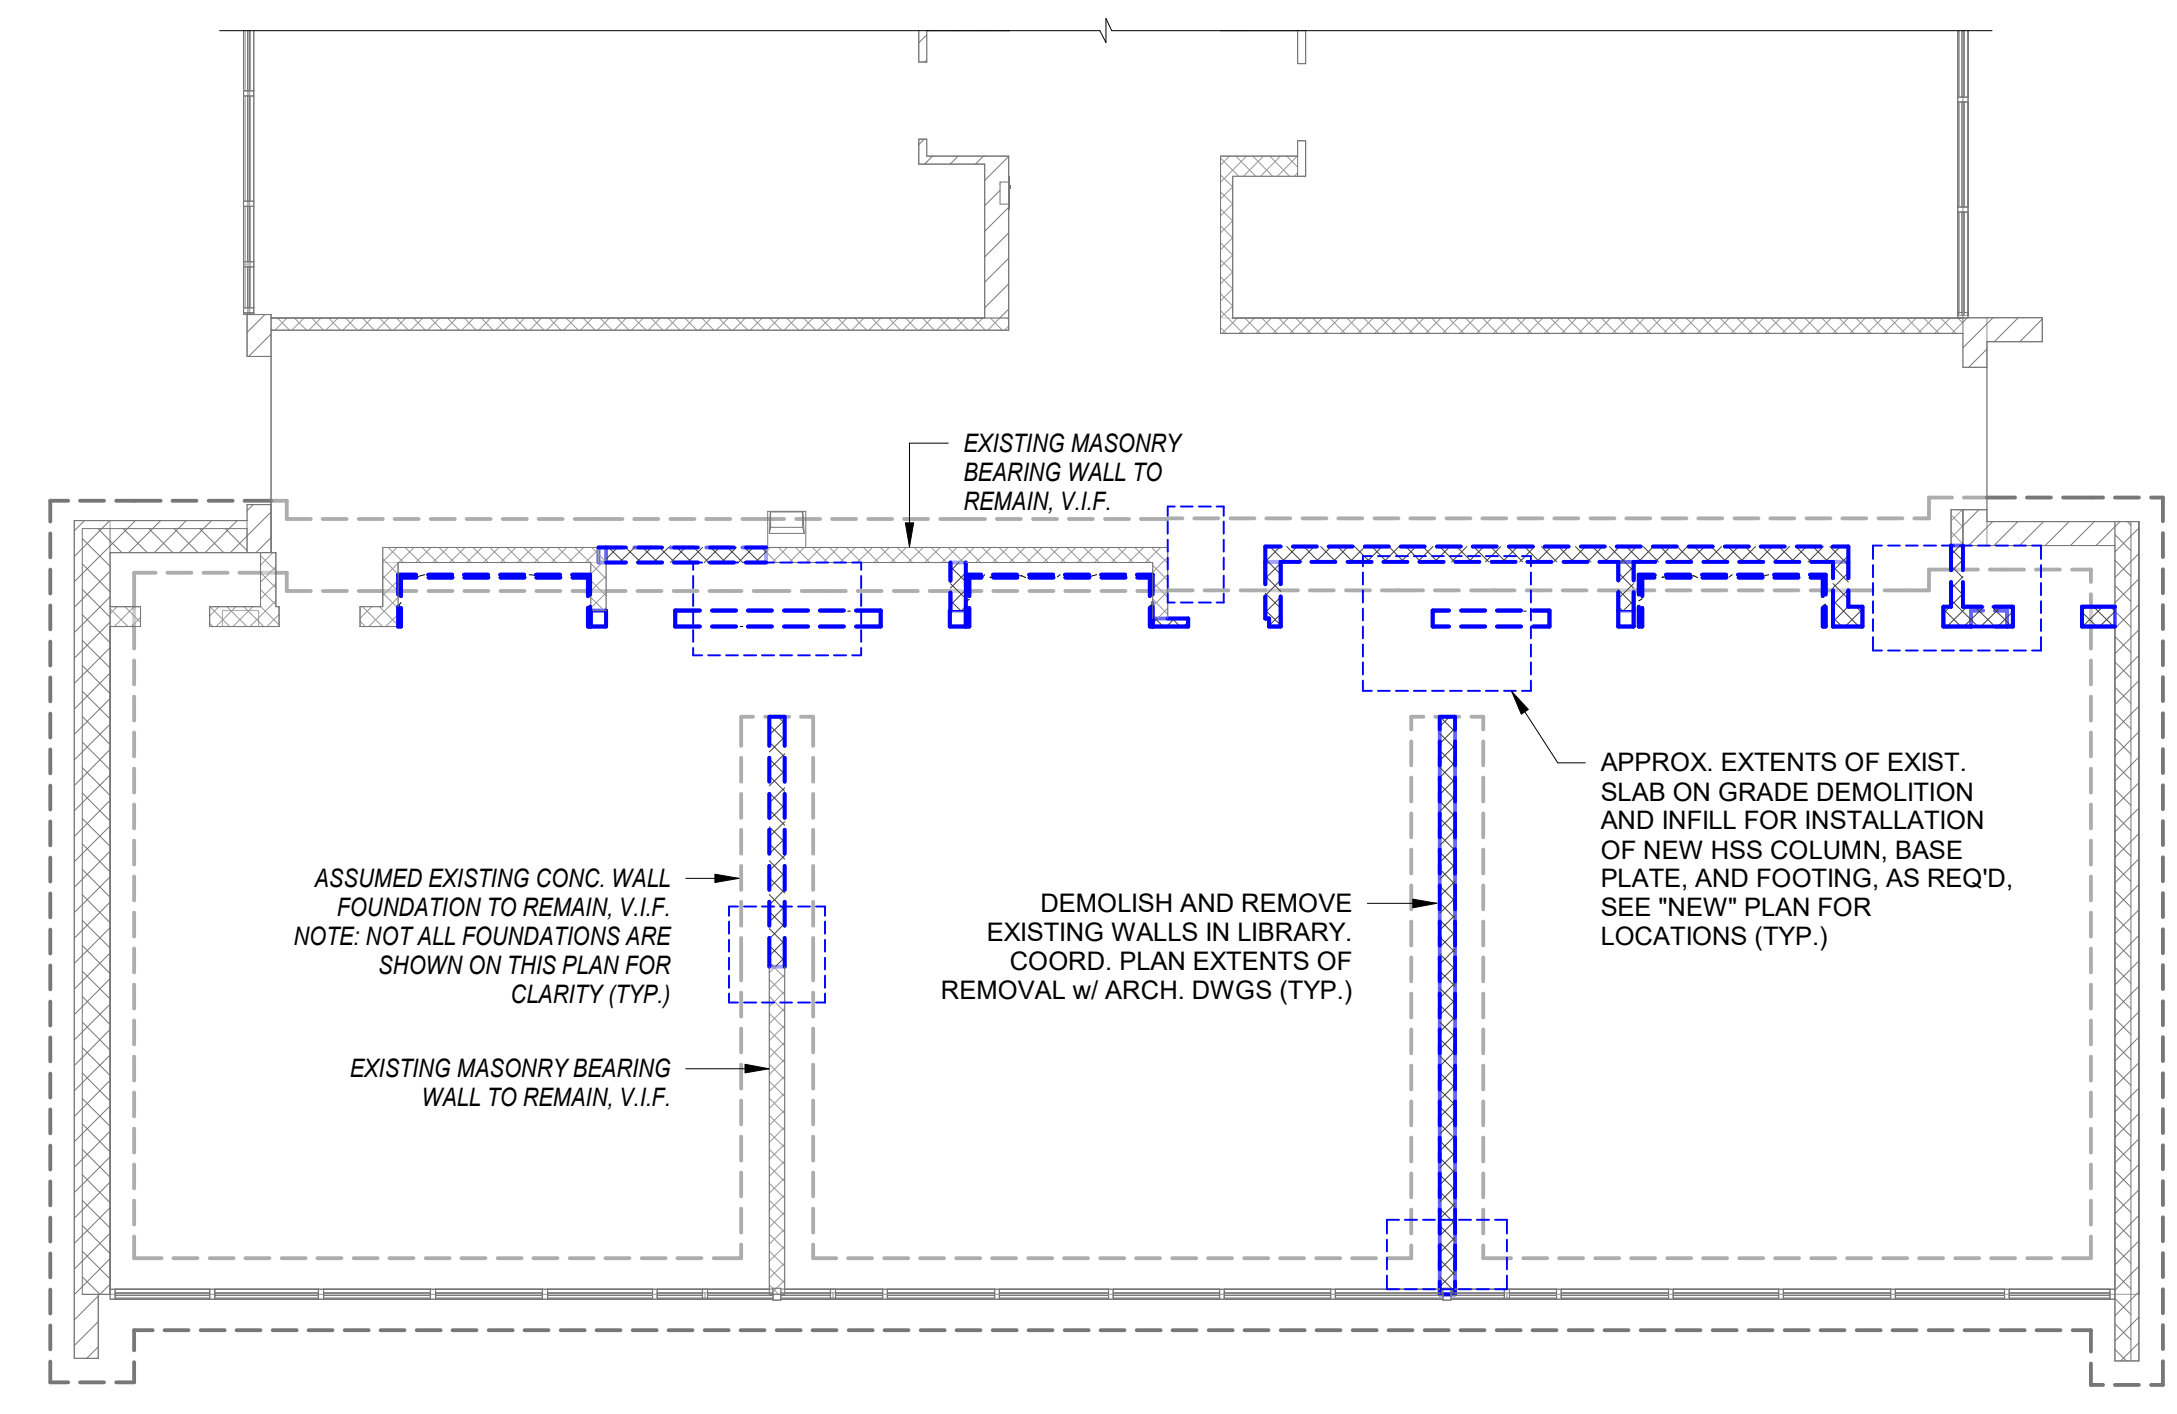 EXISTING MASONRY
BEARING WALL TO
REMAIN, V.I.F.
APPROX. EXTENTS OF EXIST.
SLAB ON GRADE DEMOLITION
AND INFILL FOR INSTALLATION
OF NEW HSS COLUMN, BASE
PLATE, AND FOOTING, AS REQ'D,
SEE "NEW" PLAN FOR
LOCATIONS (TYP.)
ASSUMED EXISTING CONC. WALL
FOUNDATION TO REMAIN, V.I.F.
NOTE: NOT ALL FOUNDATIONS ARE
SHOWN ON THIS PLAN FOR
CLARITY (TYP.)
DEMOLISH AND REMOVE
EXISTING WALLS IN LIBRARY.
COORD. PLAN EXTENTS OF
REMOVAL w/ ARCH. DWGS (TYP.)
EXISTING MASONRY BEARING
WALL TO REMAIN, V.I.F.